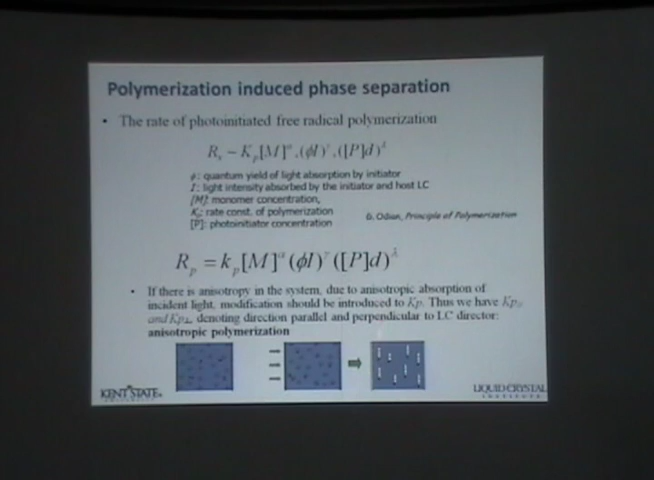 Polymerization induced phase separation
• The rate of photoinitiated free radical polymerization
R ~ K_p[M]^α .(ϕI)^γ .([P]d)^λ
ϕ: quantum yield of light absorption by initiator
I: light intensity absorbed by the initiator and host LC
[M]: monomer concentration,
K_p: rate const. of polymerization
[P]: photoinitiator concentration
G. Odian, Principle of Polymerization
R_p = k_p[M]^α (ϕI)^γ ([P]d)^λ
• If there is anisotropy in the system, due to anisotropic absorption of
incident light, modification should be introduced to Kp. Thus we have Kp
and Kp⊥, denoting direction parallel and perpendicular to LC director:
anisotropic polymerization
KENT STATE
LIQUID CRYSTAL
INSTITUTE